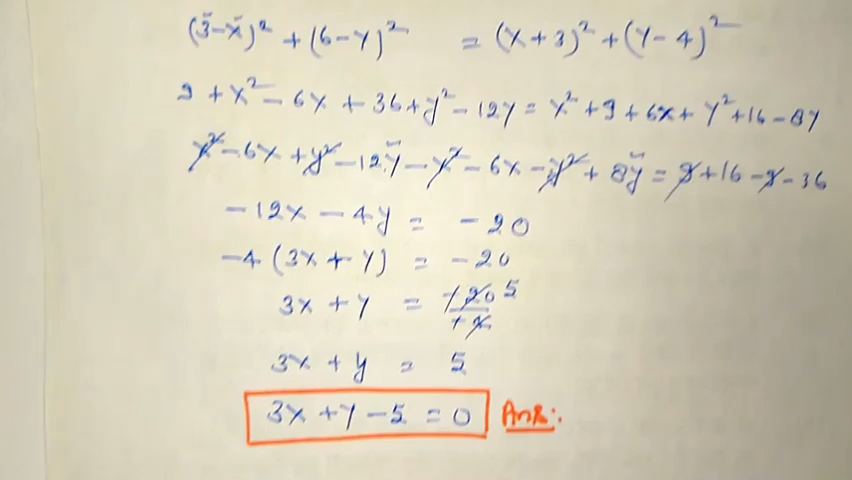 (3-x)² + (6-y)² = (x+3)² + (y-4)²
9 + x² - 6x + 36 + y² - 12y = x² + 9 + 6x + y² + 16 - 8y
x² - 6x + y² - 12y - x² - 6x - y² + 8y = 9 + 16 - 9 - 36
-12x - 4y = -20
-4 (3x + y) = -20
3x + y = -20/-4 5
3x + y = 5
3x + y - 5 = 0 Ans: